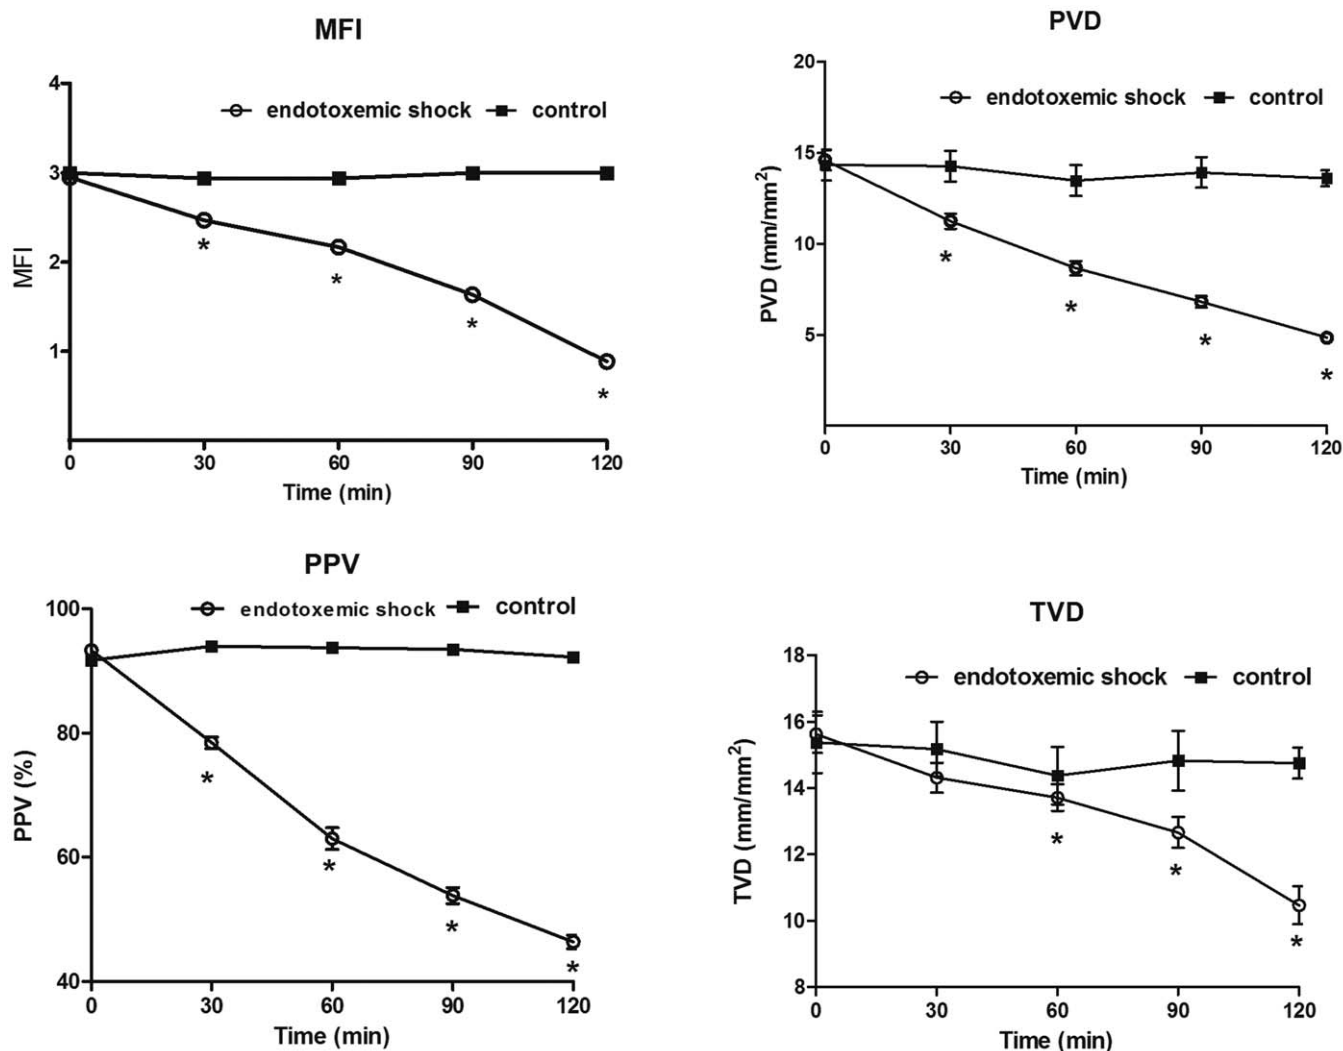 MFI
4
endotoxemic shock control
3
MFI
2
1
0 30 60 90 120
Time (min)
*
*
*
*
PVD
20
endotoxemic shock control
15
PVD (mm/mm²)
10
5
0 30 60 90 120
Time (min)
*
*
*
*
PPV
100
endotoxemic shock control
80
PPV (%)
60
40
0 30 60 90 120
Time (min)
*
*
*
*
TVD
18
endotoxemic shock control
16
14
TVD (mm/mm²)
12
10
8
0 30 60 90 120
Time (min)
*
*
*